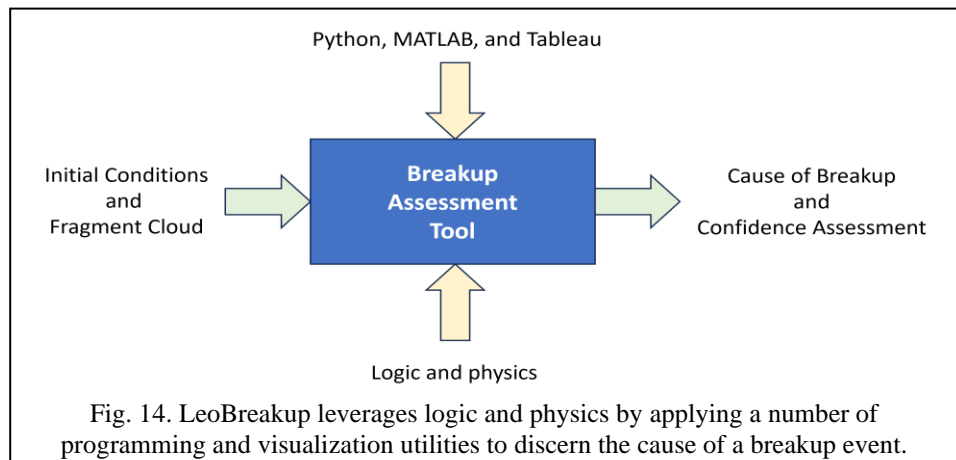 Python, MATLAB, and Tableau
Initial Conditions
and
Fragment Cloud
Breakup
Assessment
Tool
Cause of Breakup
and
Confidence Assessment
Logic and physics
Fig. 14. LeoBreakup leverages logic and physics by applying a number of
programming and visualization utilities to discern the cause of a breakup event.